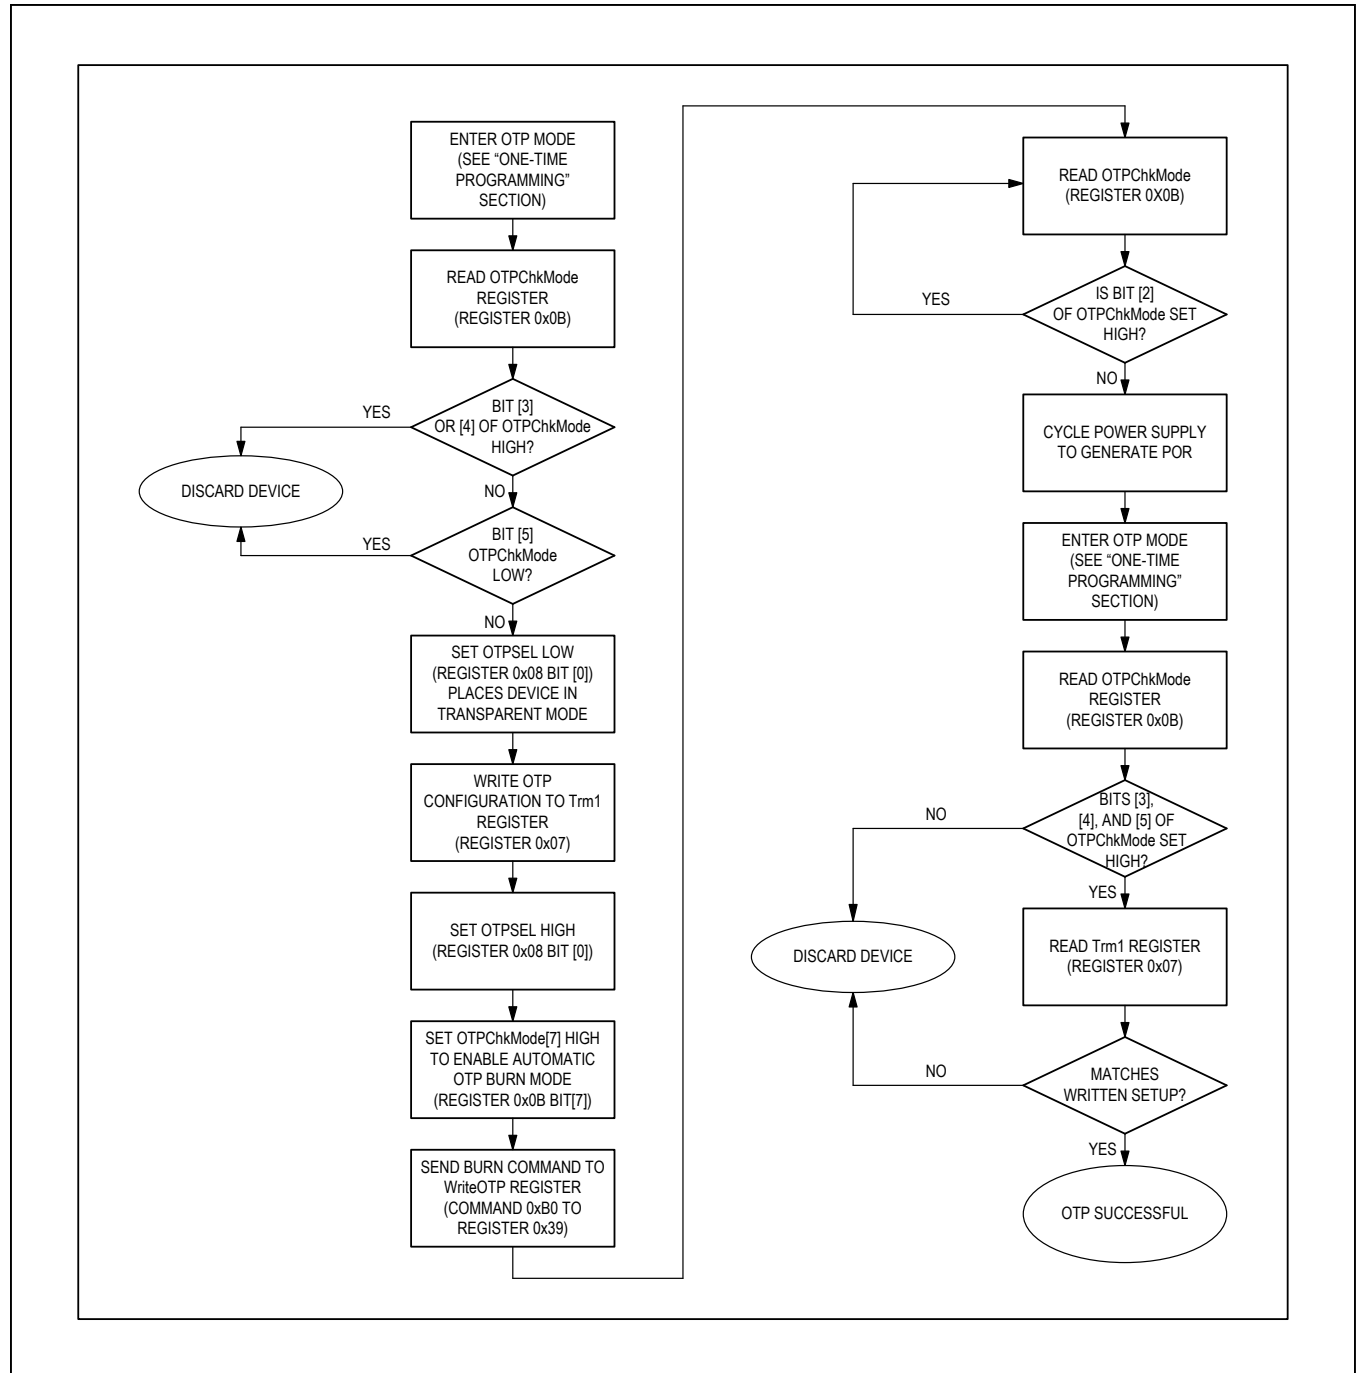 ENTER OTP MODE
(SEE “ONE-TIME
PROGRAMMING”
SECTION)
READ OTPChkMode
REGISTER
(REGISTER 0x0B)
BIT [3]
OR [4] OF OTPChkMode
HIGH?
YES
DISCARD DEVICE
NO
BIT [5]
OTPChkMode
LOW?
YES
NO
SET OTPSEL LOW
(REGISTER 0x08 BIT [0])
PLACES DEVICE IN
TRANSPARENT MODE
WRITE OTP
CONFIGURATION TO Trm1
REGISTER
(REGISTER 0x07)
SET OTPSEL HIGH
(REGISTER 0x08 BIT [0])
SET OTPChkMode[7] HIGH
TO ENABLE AUTOMATIC
OTP BURN MODE
(REGISTER 0x0B BIT[7])
SEND BURN COMMAND TO
WriteOTP REGISTER
(COMMAND 0xB0 TO
REGISTER 0x39)
READ OTPChkMode
(REGISTER 0X0B)
IS BIT [2]
OF OTPChkMode SET
HIGH?
YES
NO
CYCLE POWER SUPPLY
TO GENERATE POR
ENTER OTP MODE
(SEE “ONE-TIME
PROGRAMMING”
SECTION)
READ OTPChkMode
REGISTER
(REGISTER 0x0B)
BITS [3],
[4], AND [5] OF
OTPChkMode SET
HIGH?
NO
YES
DISCARD DEVICE
READ Trm1 REGISTER
(REGISTER 0x07)
MATCHES
WRITTEN SETUP?
NO
YES
OTP SUCCESSFUL